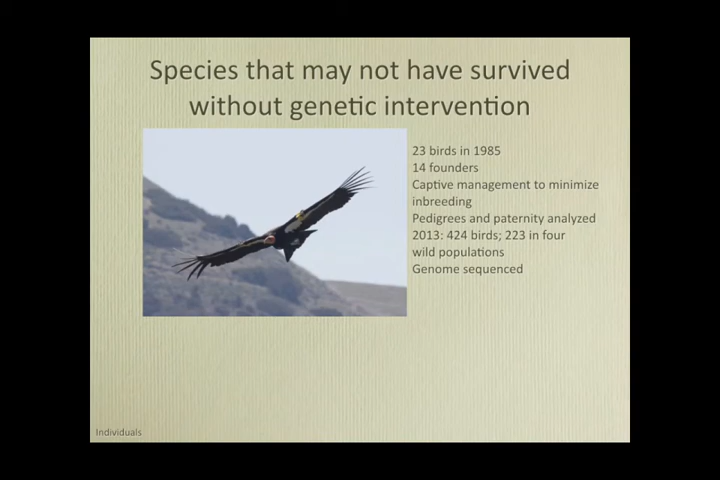 Species that may not have survived
without genetic intervention
23 birds in 1985
14 founders
Captive management to minimize
inbreeding
Pedigrees and paternity analyzed
2013: 424 birds; 223 in four
wild populations
Genome sequenced
Individuals